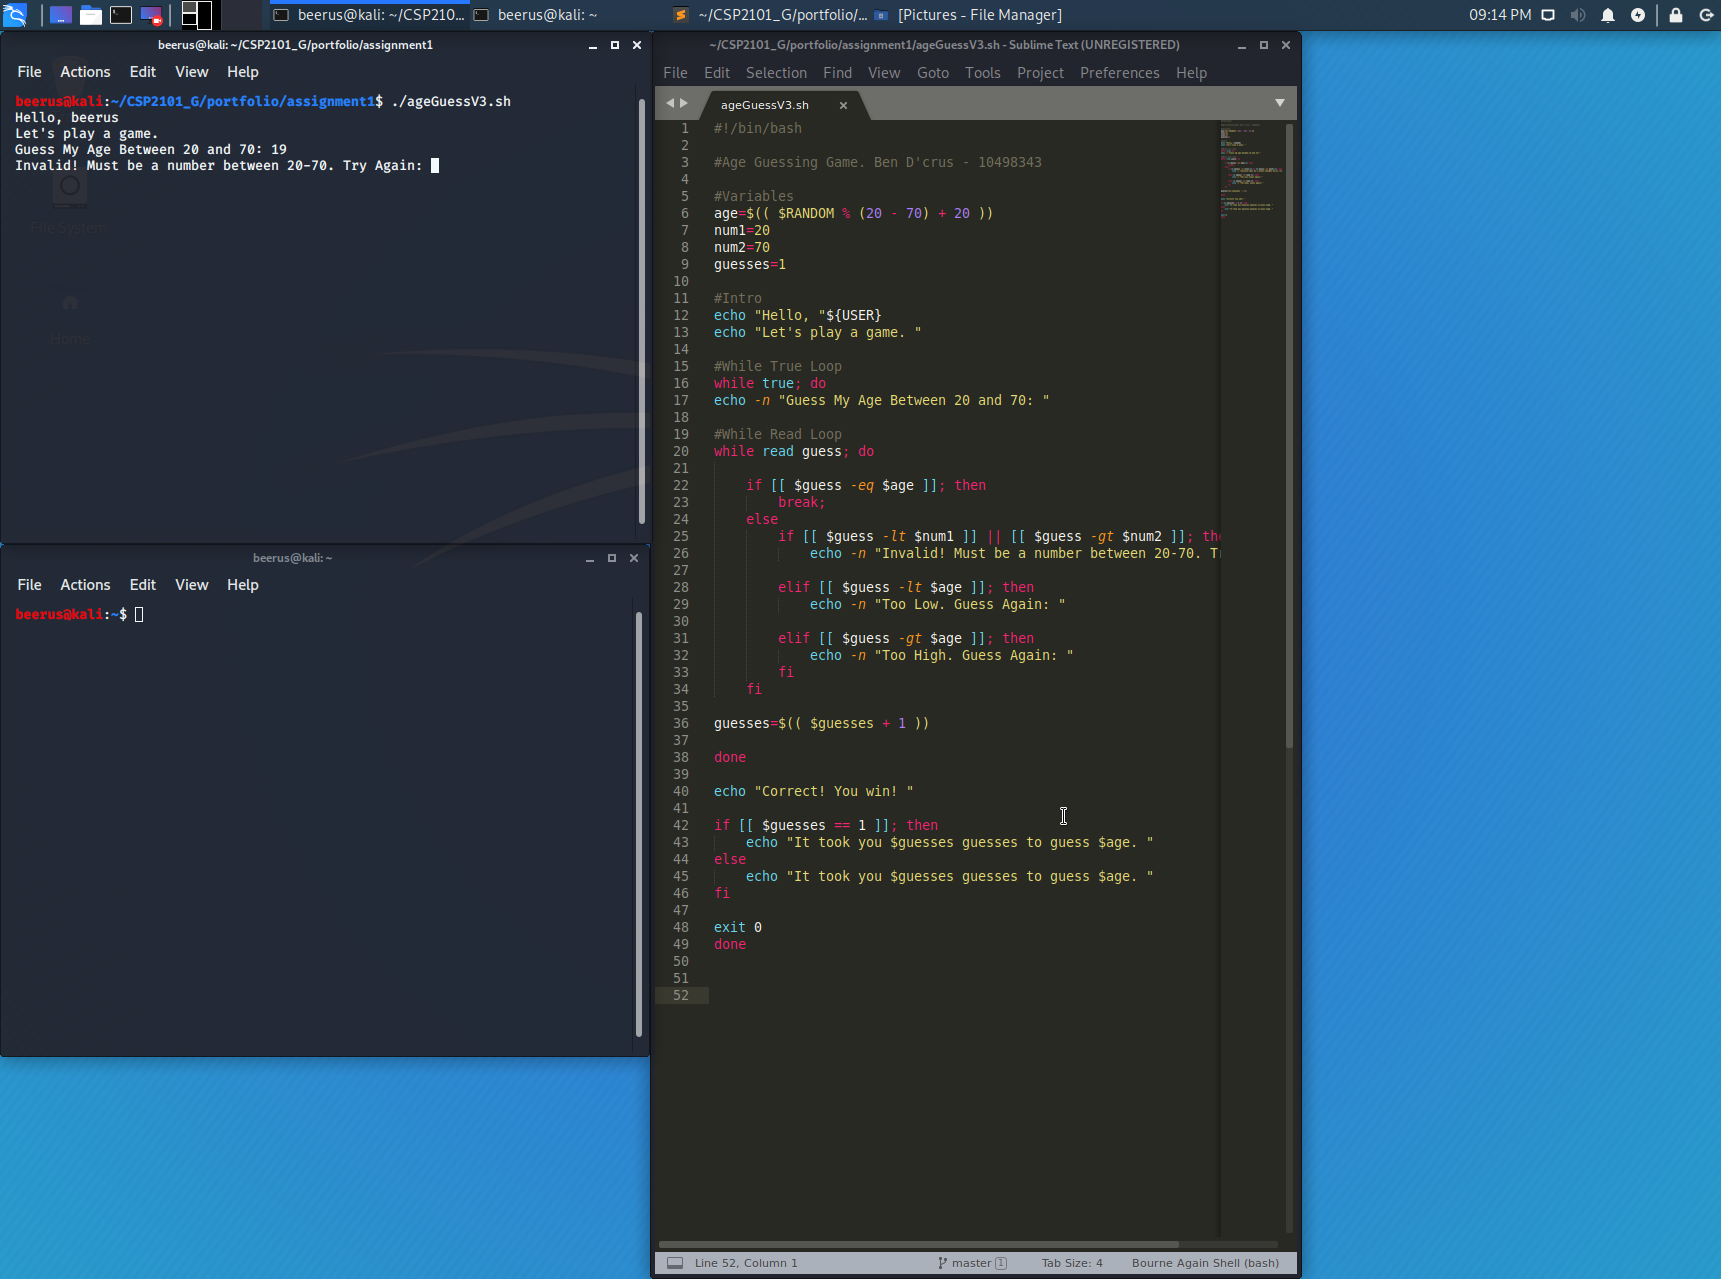 beerus@kali: ~/CSP210...
beerus@kali: ~
~/CSP2101_G/portfolio/...
[Pictures - File Manager]
09:14 PM
beerus@kali: ~/CSP2101_G/portfolio/assignment1
File Actions Edit View Help
beerus@kali:~/CSP2101_G/portfolio/assignment1$ ./ageGuessV3.sh
Hello, beerus
Let's play a game.
Guess My Age Between 20 and 70: 19
Invalid! Must be a number between 20-70. Try Again:
File System
Home
beerus@kali: ~
File Actions Edit View Help
beerus@kali:~$
~/CSP2101_G/portfolio/assignment1/ageGuessV3.sh - Sublime Text (UNREGISTERED)
File Edit Selection Find View Goto Tools Project Preferences Help
ageGuessV3.sh
1 #!/bin/bash
2
3 #Age Guessing Game. Ben D'crus - 10498343
4
5 #Variables
6 age=$(( $RANDOM % (20 - 70) + 20 ))
7 num1=20
8 num2=70
9 guesses=1
10
11 #Intro
12 echo "Hello, "${USER}
13 echo "Let's play a game. "
14
15 #While True Loop
16 while true; do
17 echo -n "Guess My Age Between 20 and 70: "
18
19 #While Read Loop
20 while read guess; do
21
22 if [[ $guess -eq $age ]]; then
23 break;
24 else
25 if [[ $guess -lt $num1 ]] || [[ $guess -gt $num2 ]]; the
26 echo -n "Invalid! Must be a number between 20-70. Tr
27
28 elif [[ $guess -lt $age ]]; then
29 echo -n "Too Low. Guess Again: "
30
31 elif [[ $guess -gt $age ]]; then
32 echo -n "Too High. Guess Again: "
33 fi
34 fi
35
36 guesses=$(( $guesses + 1 ))
37
38 done
39
40 echo "Correct! You win! "
41
42 if [[ $guesses == 1 ]]; then
43 echo "It took you $guesses guesses to guess $age. "
44 else
45 echo "It took you $guesses guesses to guess $age. "
46 fi
47
48 exit 0
49 done
50
51
52
Line 52, Column 1
master 1
Tab Size: 4
Bourne Again Shell (bash)